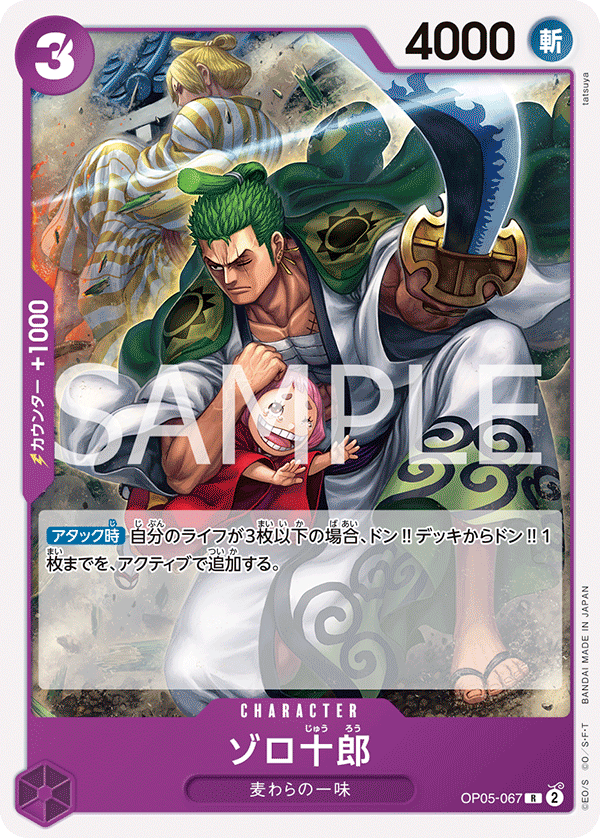 3
4000
斬
tatsuya
カウンター +1000
SAMPLE
アタック時 自分のライフが3枚以下の場合、ドン!!デッキからドン!!1
枚までを、アクティブで追加する。
CHARACTER
ゾロ十郎
麦わらの一味
OP05-067 R 2
©E.O/S ©O/S・F・T BANDAI MADE IN JAPAN